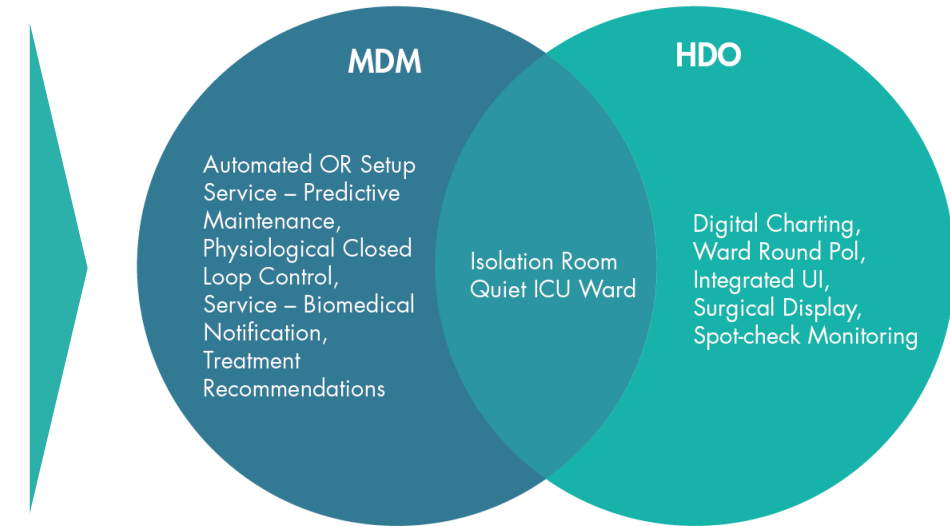 MDM
HDO
Automated OR Setup
Service – Predictive
Maintenance,
Physiological Closed
Loop Control,
Service – Biomedical
Notification,
Treatment
Recommendations
Isolation Room
Quiet ICU Ward
Digital Charting,
Ward Round Pol,
Integrated UI,
Surgical Display,
Spot-check Monitoring